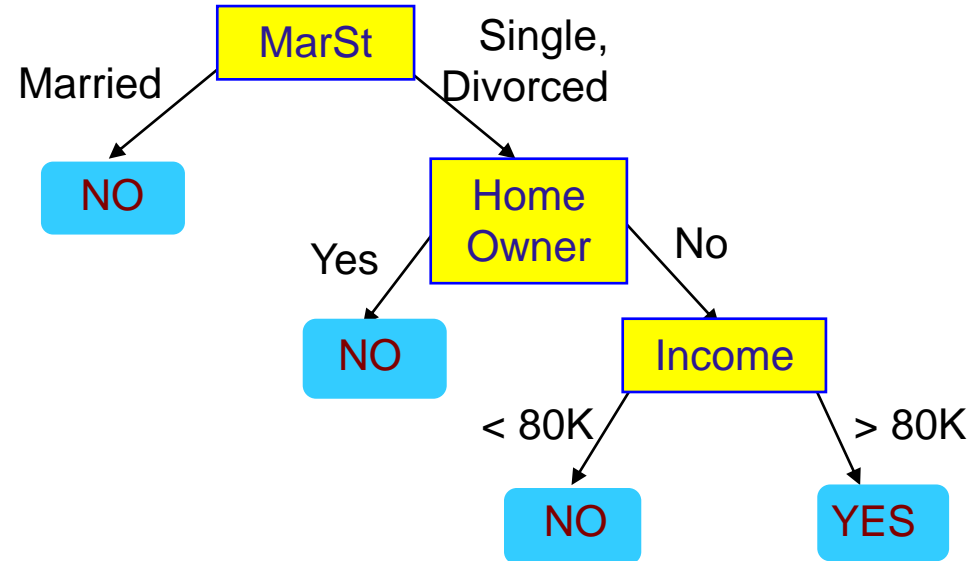 MarSt
Single,
Divorced
Married
NO
Home
Owner
Yes
No
NO
Income
< 80K
> 80K
NO
YES